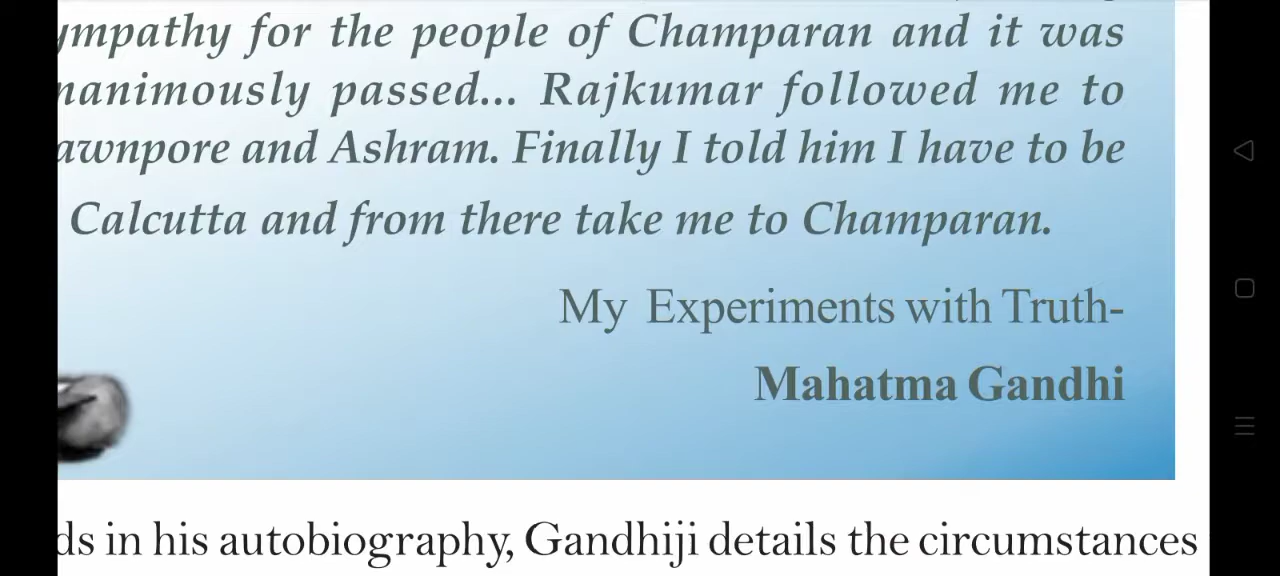 ympathy for the people of Champaran and it was
nanimously passed... Rajkumar followed me to
awnpore and Ashram. Finally I told him I have to be
Calcutta and from there take me to Champaran.
My Experiments with Truth-
Mahatma Gandhi
ds in his autobiography, Gandhiji details the circumstances